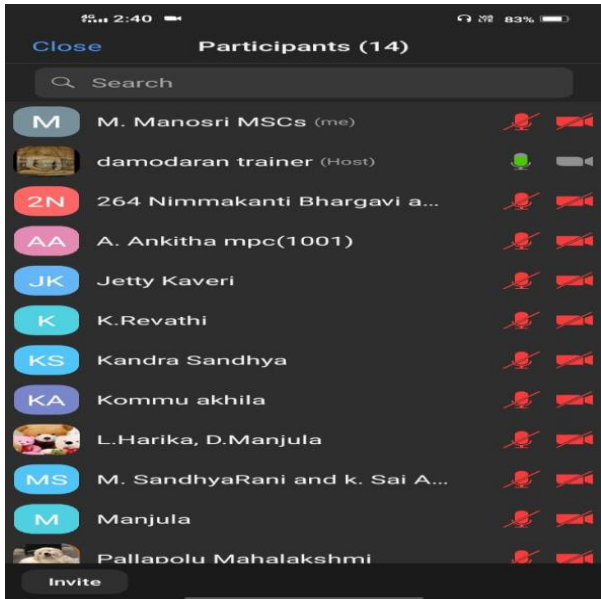 2:40 83%
Close Participants (14)
Search
M M. Manosri MSCs (me)
damodaran trainer (Host)
2N 264 Nimmakanti Bhargavi a...
AA A. Ankitha mpc(1001)
JK Jetty Kaveri
K K.Revathi
KS Kandra Sandhya
KA Kommu akhila
L.Harika, D.Manjula
MS M. SandhyaRani and k. Sai A...
M Manjula
Pallapolu Mahalakshmi
Invite